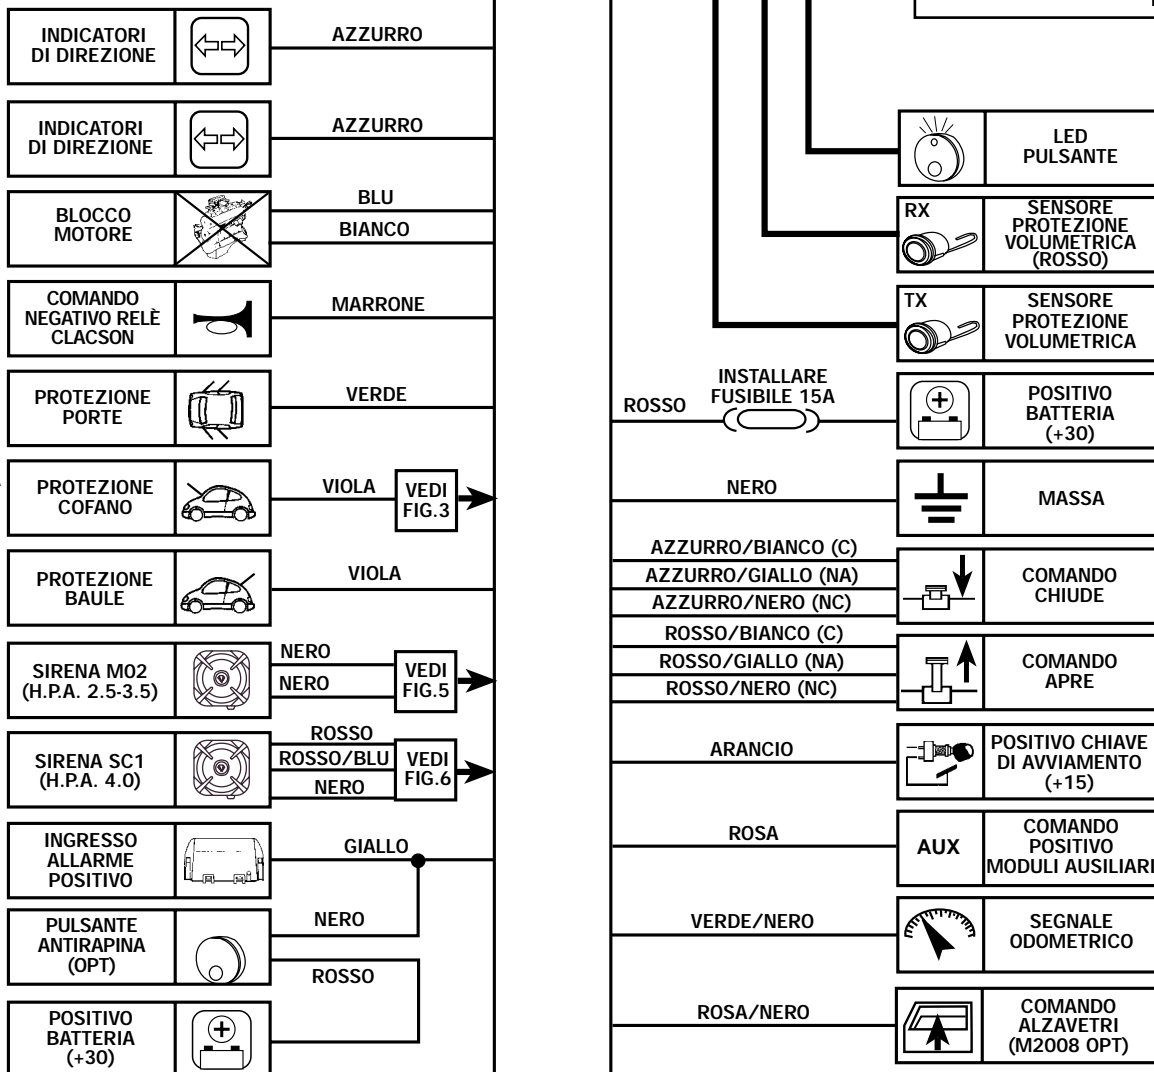 INDICATORI
DI DIREZIONE
AZZURRO
INDICATORI
DI DIREZIONE
AZZURRO
BLOCCO
MOTORE
BLU
BIANCO
COMANDO
NEGATIVO RELÈ
CLACSON
MARRONE
PROTEZIONE
PORTE
VERDE
PROTEZIONE
COFANO
VIOLA
VEDI
FIG.3
PROTEZIONE
BAULE
VIOLA
SIRENA M02
(H.P.A. 2.5-3.5)
NERO
NERO
VEDI
FIG.5
SIRENA SC1
(H.P.A. 4.0)
ROSSO
ROSSO/BLU
NERO
VEDI
FIG.6
INGRESSO
ALLARME
POSITIVO
GIALLO
PULSANTE
ANTIRAPINA
(OPT)
NERO
ROSSO
POSITIVO
BATTERIA
(+30)
LED
PULSANTE
RX
SENSORE
PROTEZIONE
VOLUMETRICA
(ROSSO)
TX
SENSORE
PROTEZIONE
VOLUMETRICA
ROSSO
INSTALLARE
FUSIBILE 15A
POSITIVO
BATTERIA
(+30)
NERO
MASSA
AZZURRO/BIANCO (C)
AZZURRO/GIALLO (NA)
AZZURRO/NERO (NC)
COMANDO
CHIUDE
ROSSO/BIANCO (C)
ROSSO/GIALLO (NA)
ROSSO/NERO (NC)
COMANDO
APRE
ARANCIO
POSITIVO CHIAVE
DI AVVIAMENTO
(+15)
ROSA
AUX
COMANDO
POSITIVO
MODULI AUSILIARI
VERDE/NERO
SEGNALE
ODOMETRICO
ROSA/NERO
COMANDO
ALZAVETRI
(M2008 OPT)